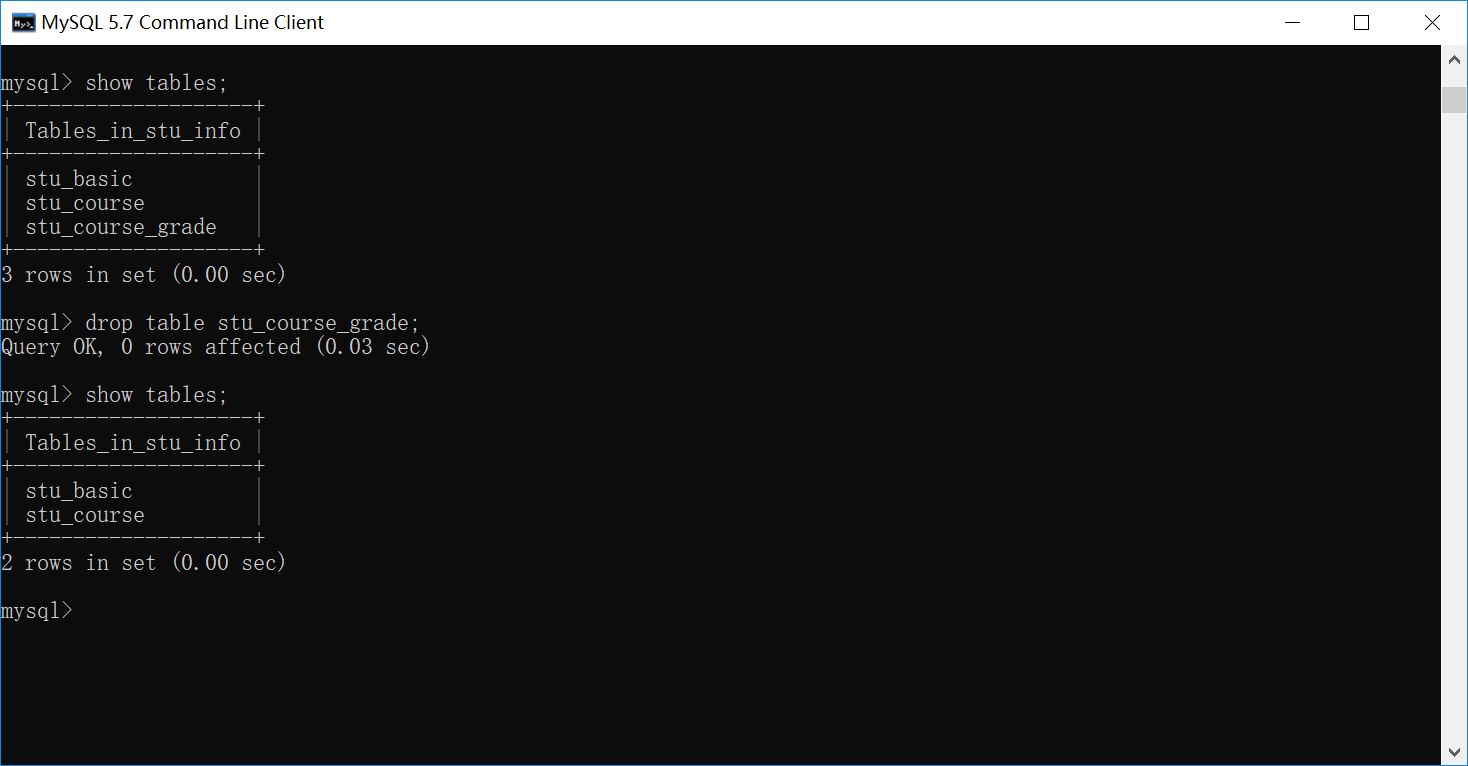 MySQL 5.7 Command Line Client
mysql> show tables;
+--------------------+
| Tables_in_stu_info |
+--------------------+
| stu_basic          |
| stu_course         |
| stu_course_grade   |
+--------------------+
3 rows in set (0.00 sec)
mysql> drop table stu_course_grade;
Query OK, 0 rows affected (0.03 sec)
mysql> show tables;
+--------------------+
| Tables_in_stu_info |
+--------------------+
| stu_basic          |
| stu_course         |
+--------------------+
2 rows in set (0.00 sec)
mysql>